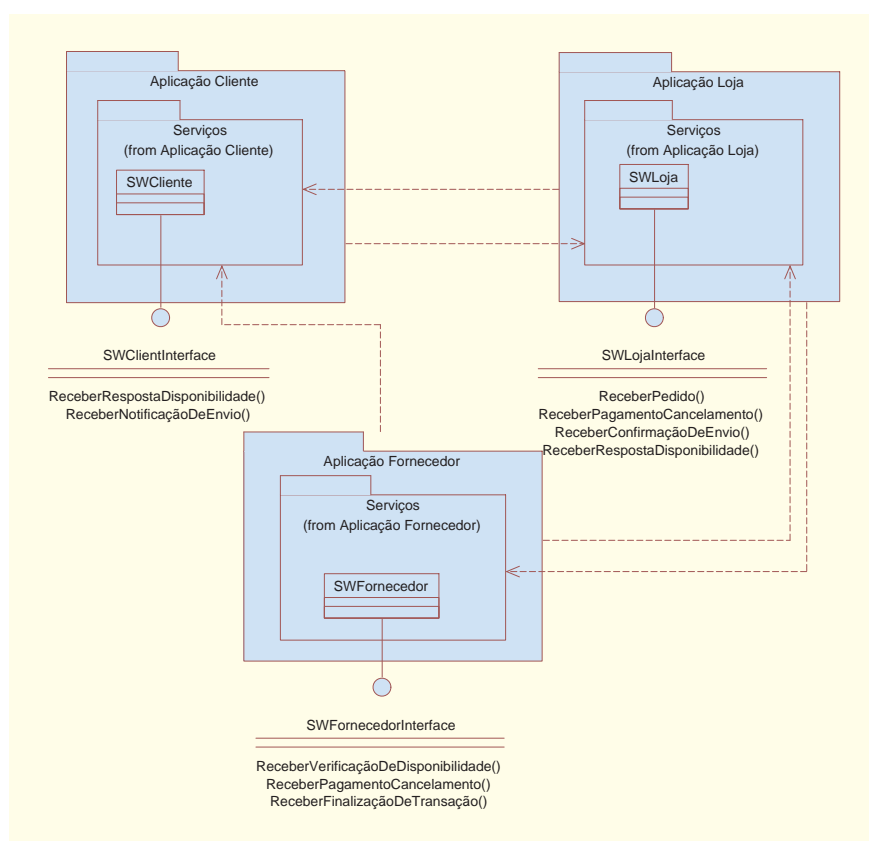 Aplicação Cliente
Serviços
(from Aplicação Cliente)
SWCliente
SWClientInterface
ReceberRespostaDisponibilidade()
ReceberNotificaçãoDeEnvio()
Aplicação Loja
Serviços
(from Aplicação Loja)
SWLoja
SWLojaInterface
ReceberPedido()
ReceberPagamentoCancelamento()
ReceberConfirmaçãoDeEnvio()
ReceberRespostaDisponibilidade()
Aplicação Fornecedor
Serviços
(from Aplicação Fornecedor)
SWFornecedor
SWFornecedorInterface
ReceberVerificaçãoDeDisponibilidade()
ReceberPagamentoCancelamento()
ReceberFinalizaçãoDeTransação()